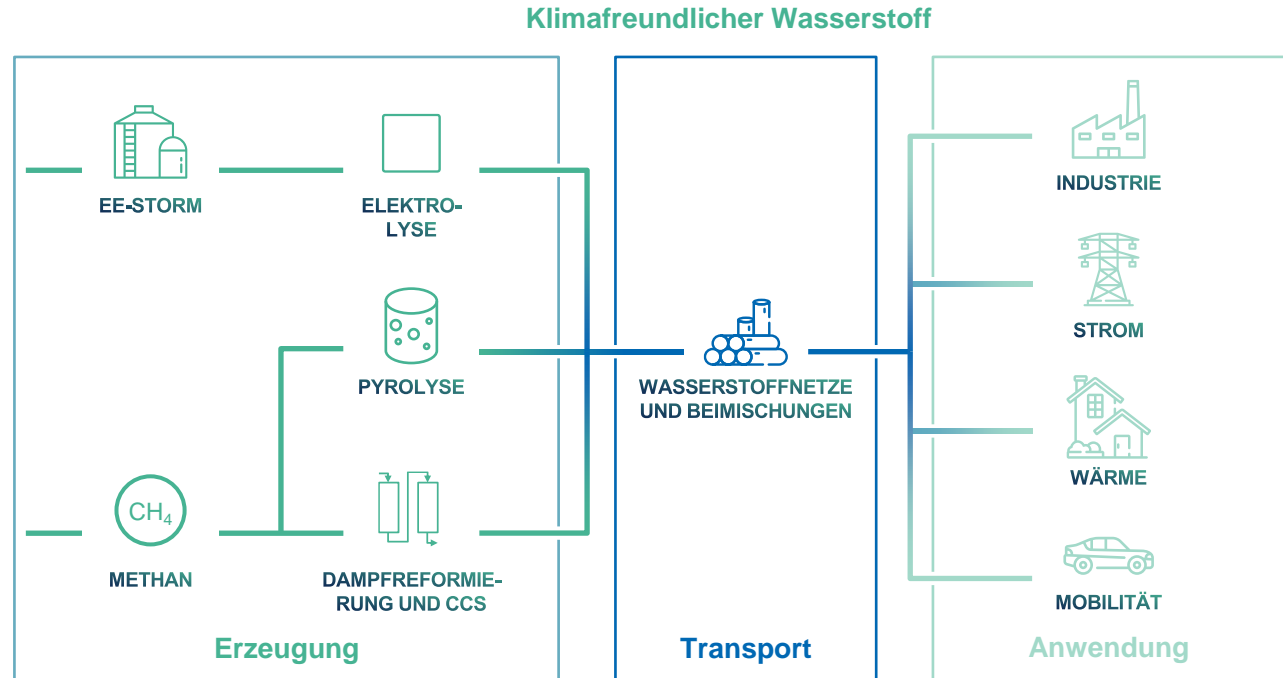 Klimafreundlicher Wasserstoff
EE-STORM
ELEKTRO-
LYSE
PYROLYSE
CH₄
METHAN
DAMPFREFORMIE-
RUNG UND CCS
Erzeugung
WASSERSTOFFNETZE
UND BEIMISCHUNGEN
Transport
INDUSTRIE
STROM
WÄRME
MOBILITÄT
Anwendung